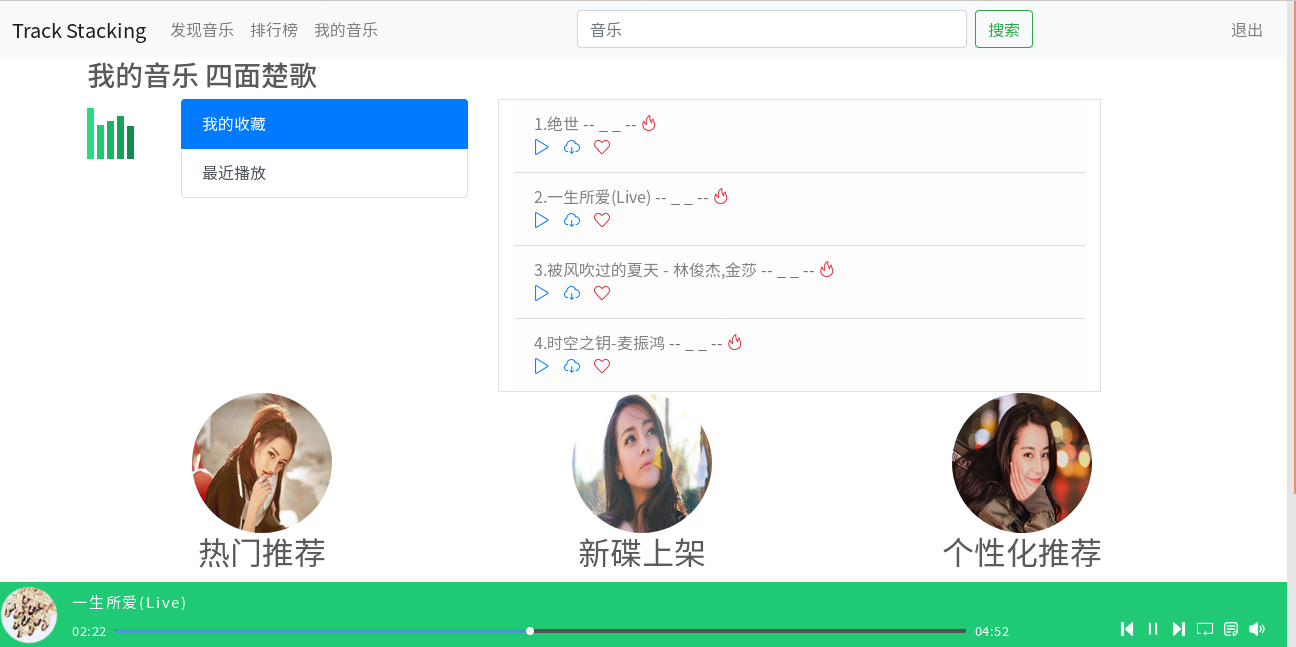 Track Stacking 发现音乐 排行榜 我的音乐 音乐 搜索 退出
我的音乐 四面楚歌
我的收藏
最近播放
1.绝世 -- _ _ --
2.一生所爱(Live) -- _ _ --
3.被风吹过的夏天 - 林俊杰,金莎 -- _ _ --
4.时空之钥-麦振鸿 -- _ _ --
热门推荐 新碟上架 个性化推荐
一生所爱(Live)
02:22 04:52